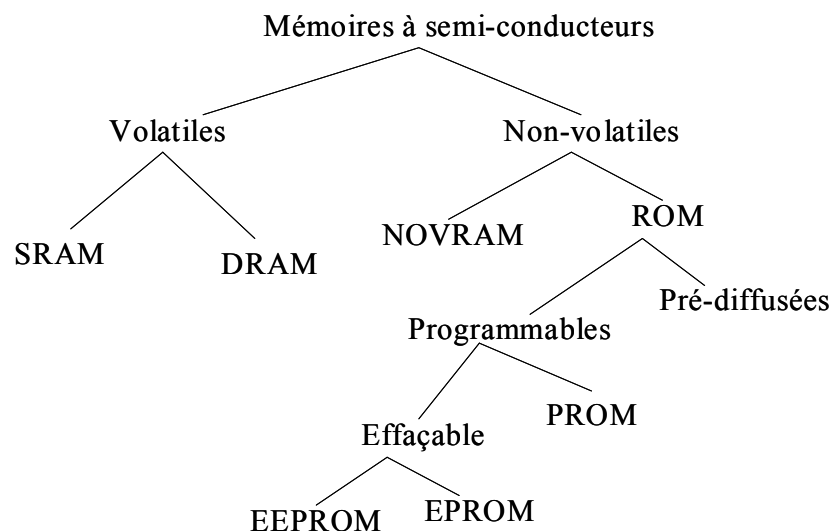 Mémoires à semi-conducteurs
Volatiles
Non-volatiles
SRAM
DRAM
NOVRAM
ROM
Pré-diffusées
Programmables
PROM
Effaçable
EEPROM
EPROM